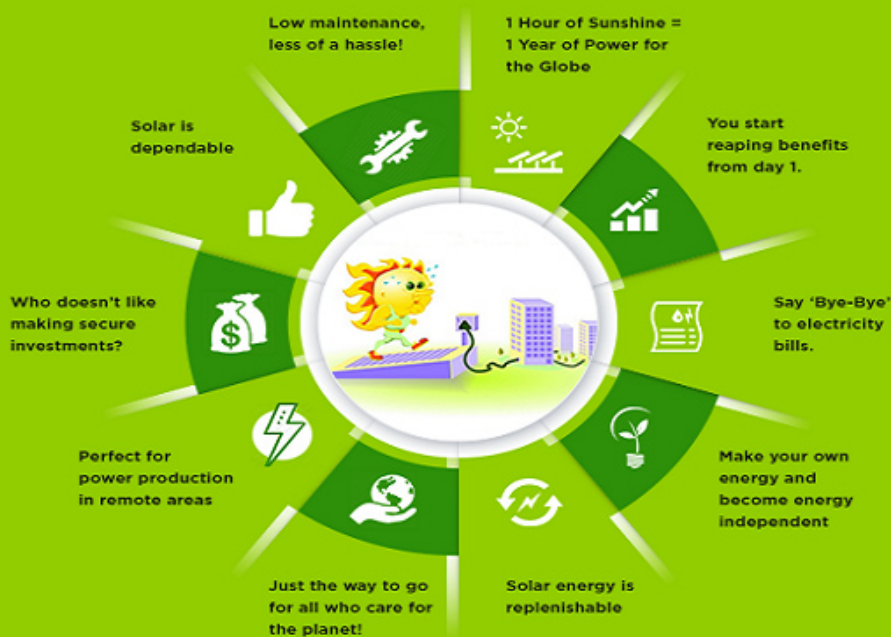 Low maintenance,
less of a hassle!
1 Hour of Sunshine =
1 Year of Power for
the Globe
You start
reaping benefits
from day 1.
Say ‘Bye-Bye’
to electricity
bills.
Make your own
energy and
become energy
independent
Solar energy is
replenishable
Just the way to go
for all who care for
the planet!
Perfect for
power production
in remote areas
Who doesn’t like
making secure
investments?
$
Solar is
dependable